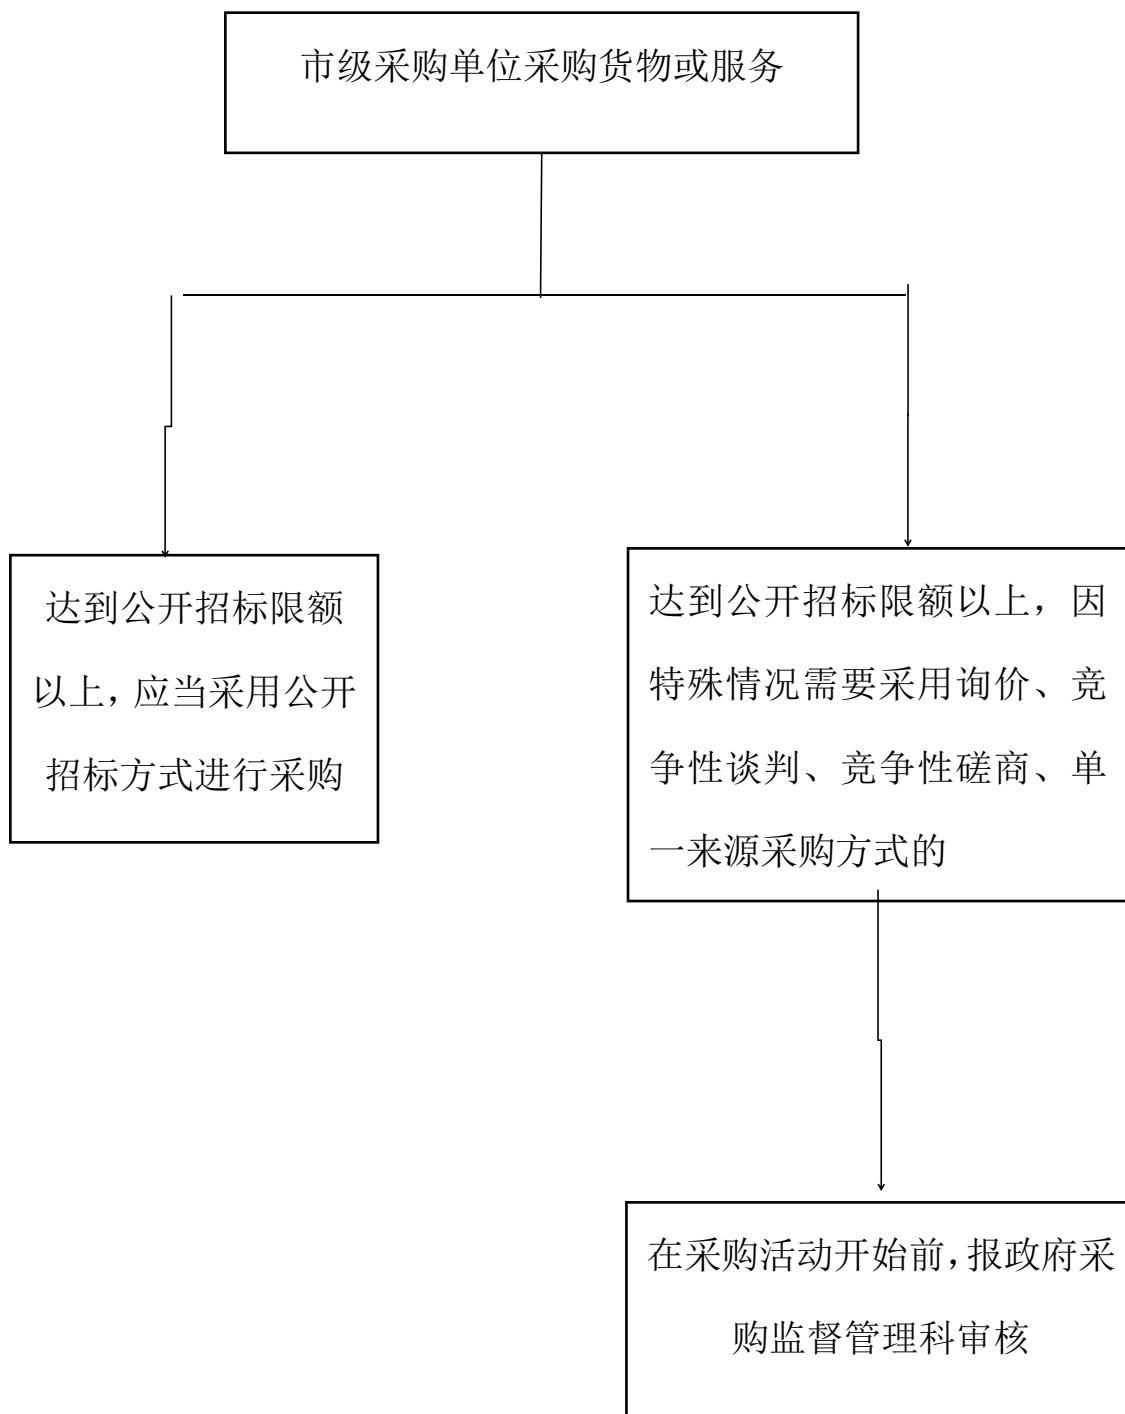 市级采购单位采购货物或服务
达到公开招标限额
以上，应当采用公开
招标方式进行采购
达到公开招标限额以上，因
特殊情况需要采用询价、竞
争性谈判、竞争性磋商、单
一来源采购方式的
在采购活动开始前，报政府采
购监督管理科审核